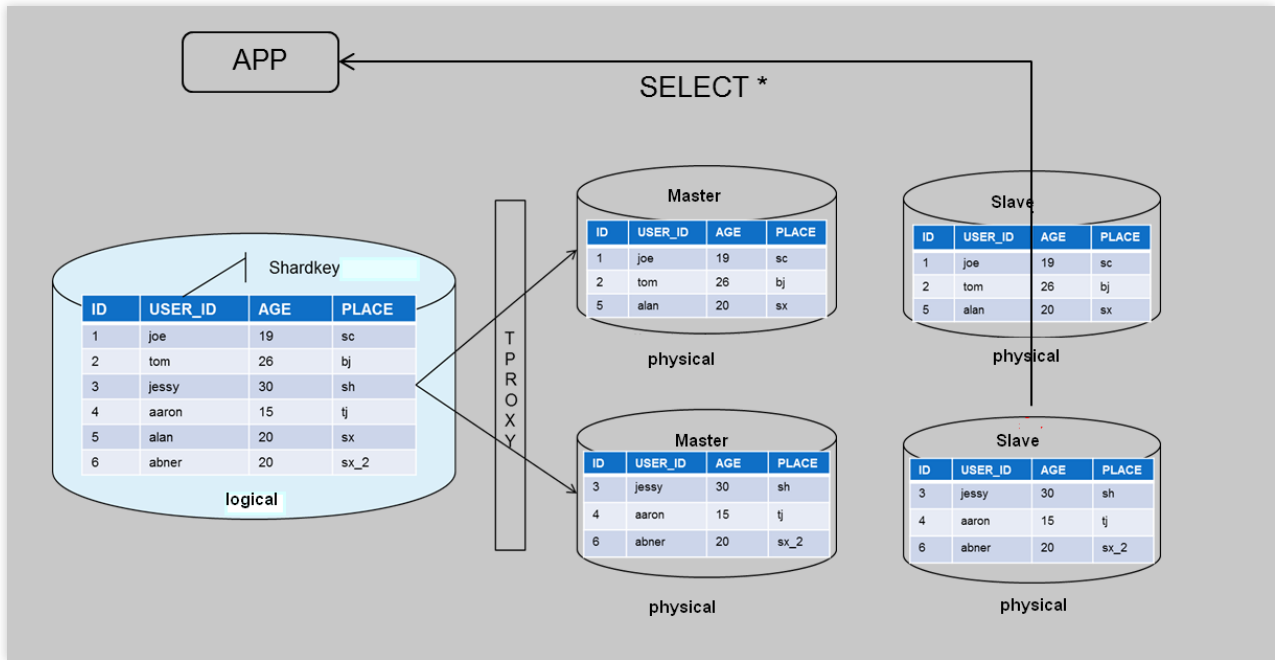 APP
SELECT *
Shardkey
ID USER_ID AGE PLACE
1 joe 19 sc
2 tom 26 bj
3 jessy 30 sh
4 aaron 15 tj
5 alan 20 sx
6 abner 20 sx_2
logical
TPROXY
Master
ID USER_ID AGE PLACE
1 joe 19 sc
2 tom 26 bj
5 alan 20 sx
physical
Slave
ID USER_ID AGE PLACE
1 joe 19 sc
2 tom 26 bj
5 alan 20 sx
physical
Master
ID USER_ID AGE PLACE
3 jessy 30 sh
4 aaron 15 tj
6 abner 20 sx_2
physical
Slave
ID USER_ID AGE PLACE
3 jessy 30 sh
4 aaron 15 tj
6 abner 20 sx_2
physical